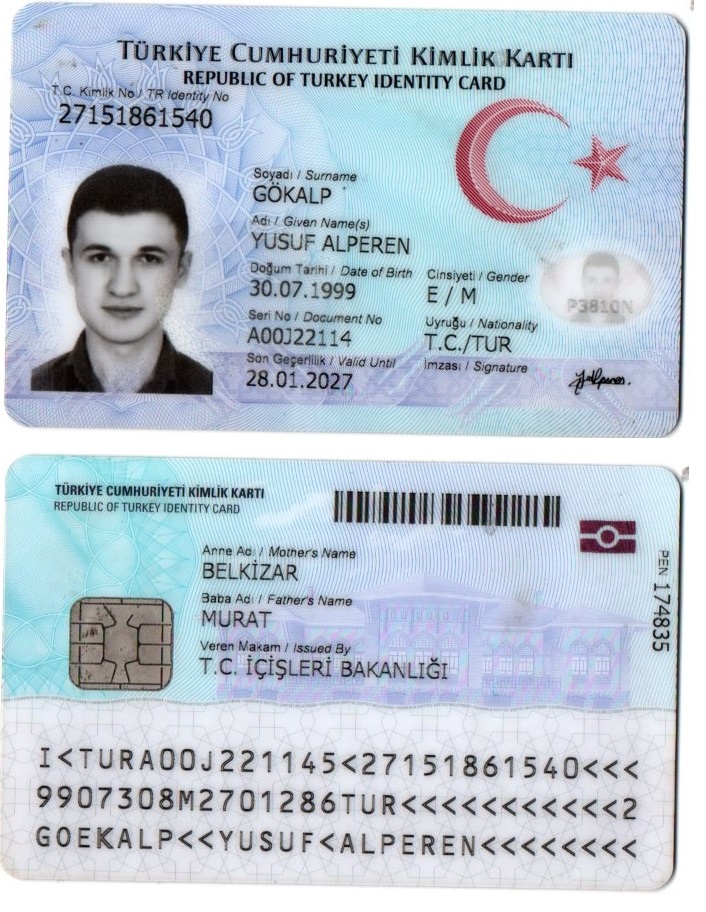 TÜRKİYE CUMHURİYETİ KİMLİK KARTI
REPUBLIC OF TURKEY IDENTITY CARD
T.C. Kimlik No / TR Identity No
27151861540
Soyadı / Surname
GÖKALP
Adı / Given Name(s)
YUSUF ALPEREN
Doğum Tarihi / Date of Birth Cinsiyeti / Gender
30.07.1999 E / M
P3810N
Seri No / Document No Uyruğu / Nationality
A00J22114 T.C./TUR
Son Geçerlilik / Valid Until İmzası / Signature
28.01.2027
TÜRKİYE CUMHURİYETİ KİMLİK KARTI
REPUBLIC OF TURKEY IDENTITY CARD
Anne Adı / Mother's Name
BELKİZAR
Baba Adı / Father's Name
MURAT
Veren Makam / Issued By
T.C. İÇİŞLERİ BAKANLIĞI
PEN 174835
I<TURA00J221145<27151861540<<<
9907308M2701286TUR<<<<<<<<<<<2
GOEKALP<<YUSUF<ALPEREN<<<<<<<<